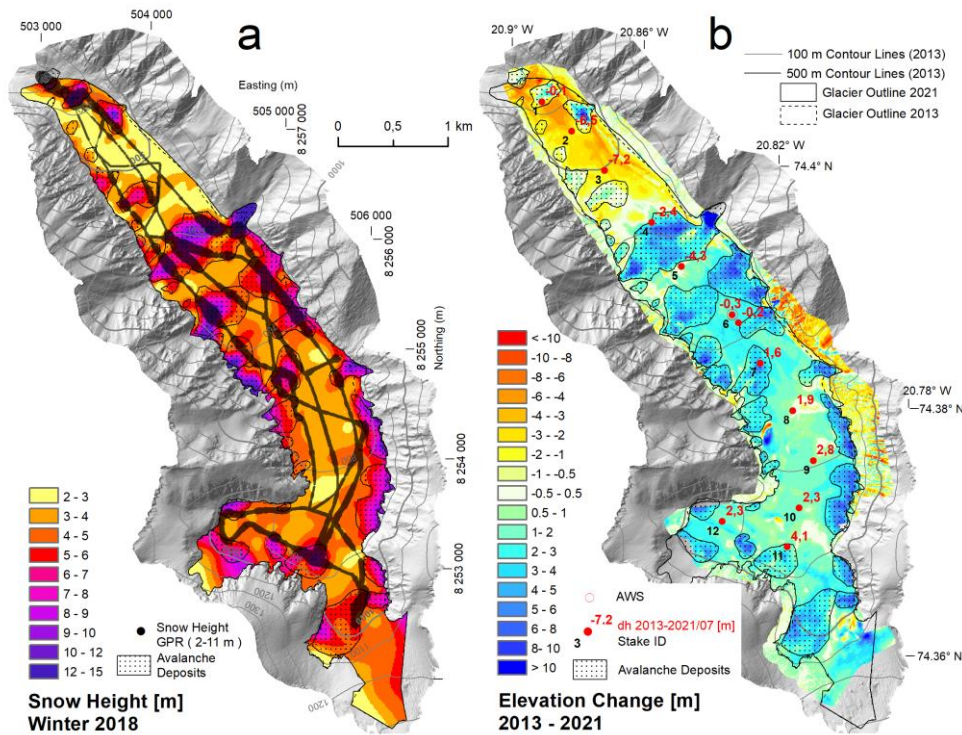 503 000
504 000
a
Easting (m)
505 000
8 257 000
0 0,5 1 km
1000
506 000
8 256 000
8 255 000
Northing (m)
8 254 000
8 253 000
1200
1300
1200
2 - 3
3 - 4
4 - 5
5 - 6
6 - 7
7 - 8
8 - 9
9 - 10
10 - 12
12 - 15
Snow Height
GPR ( 2-11 m )
Avalanche
Deposits
Snow Height [m]
Winter 2018
20.9° W
20.86° W
b
100 m Contour Lines (2013)
500 m Contour Lines (2013)
Glacier Outline 2021
Glacier Outline 2013
20.82° W
74.4° N
20.78° W
74.38° N
74.36° N
-0,1
1
2
-7,2
3
4
5
-0,3
6
1,6
7
1,9
8
2,8
9
2,3
10
2,3
12
4,1
11
< -10
-10 - -8
-8 - -6
-6 - -4
-4 - -3
-3 - -2
-2 - -1
-1 - -0.5
-0.5 - 0.5
0.5 - 1
1 - 2
2 - 3
3 - 4
4 - 5
5 - 6
6 - 8
8 - 10
> 10
AWS
-7.2 dh 2013-2021/07 [m]
3 Stake ID
Avalanche Deposits
Elevation Change [m]
2013 - 2021